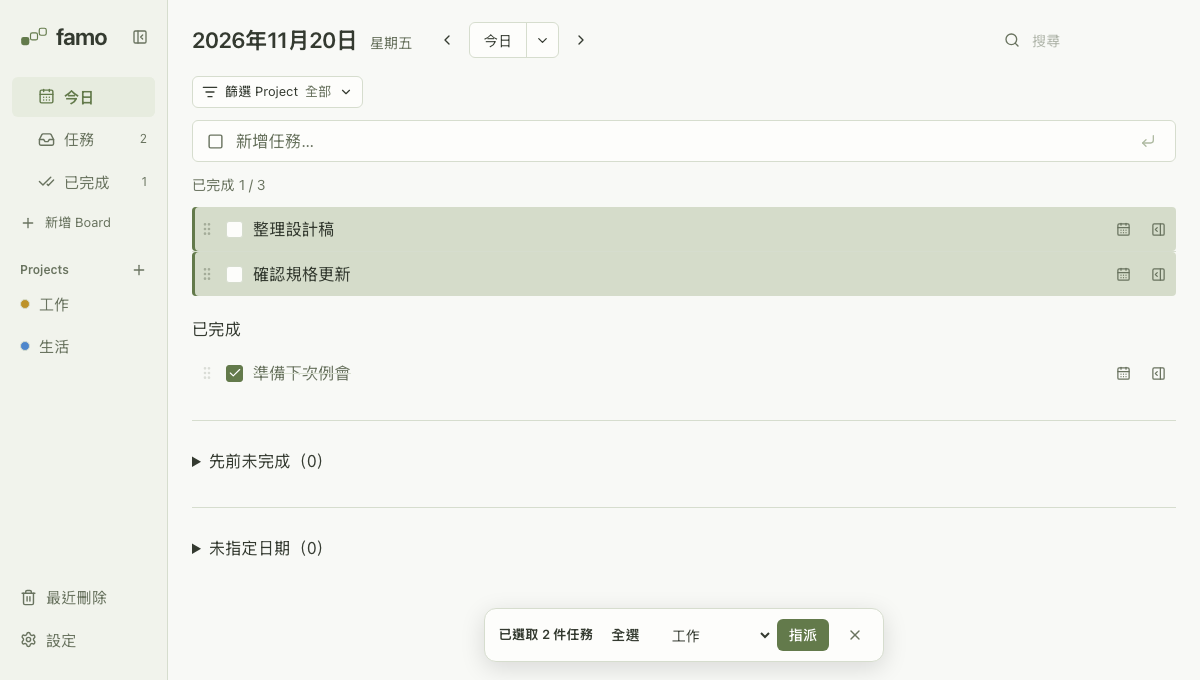 famo
2026年11月20日 星期五 今日 搜尋
今日
任務 2
已完成 1
新增 Board
Projects
工作
生活
最近刪除
設定
篩選 Project 全部
新增任務...
已完成 1 / 3
整理設計稿
確認規格更新
已完成
準備下次例會
先前未完成（0）
未指定日期（0）
已選取 2 件任務 全選 工作 指派